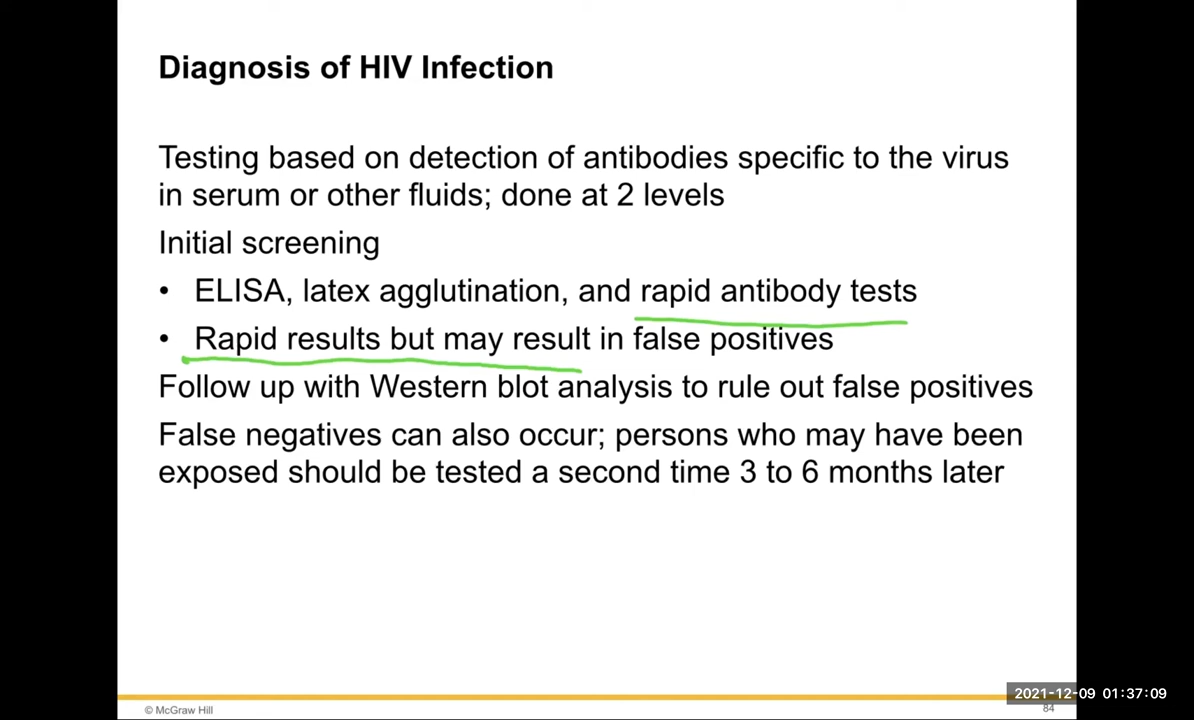 Diagnosis of HIV Infection
Testing based on detection of antibodies specific to the virus
in serum or other fluids; done at 2 levels
Initial screening
• ELISA, latex agglutination, and rapid antibody tests
• Rapid results but may result in false positives
Follow up with Western blot analysis to rule out false positives
False negatives can also occur; persons who may have been
exposed should be tested a second time 3 to 6 months later
2021-12-09 01:37:09
© McGraw Hill
84